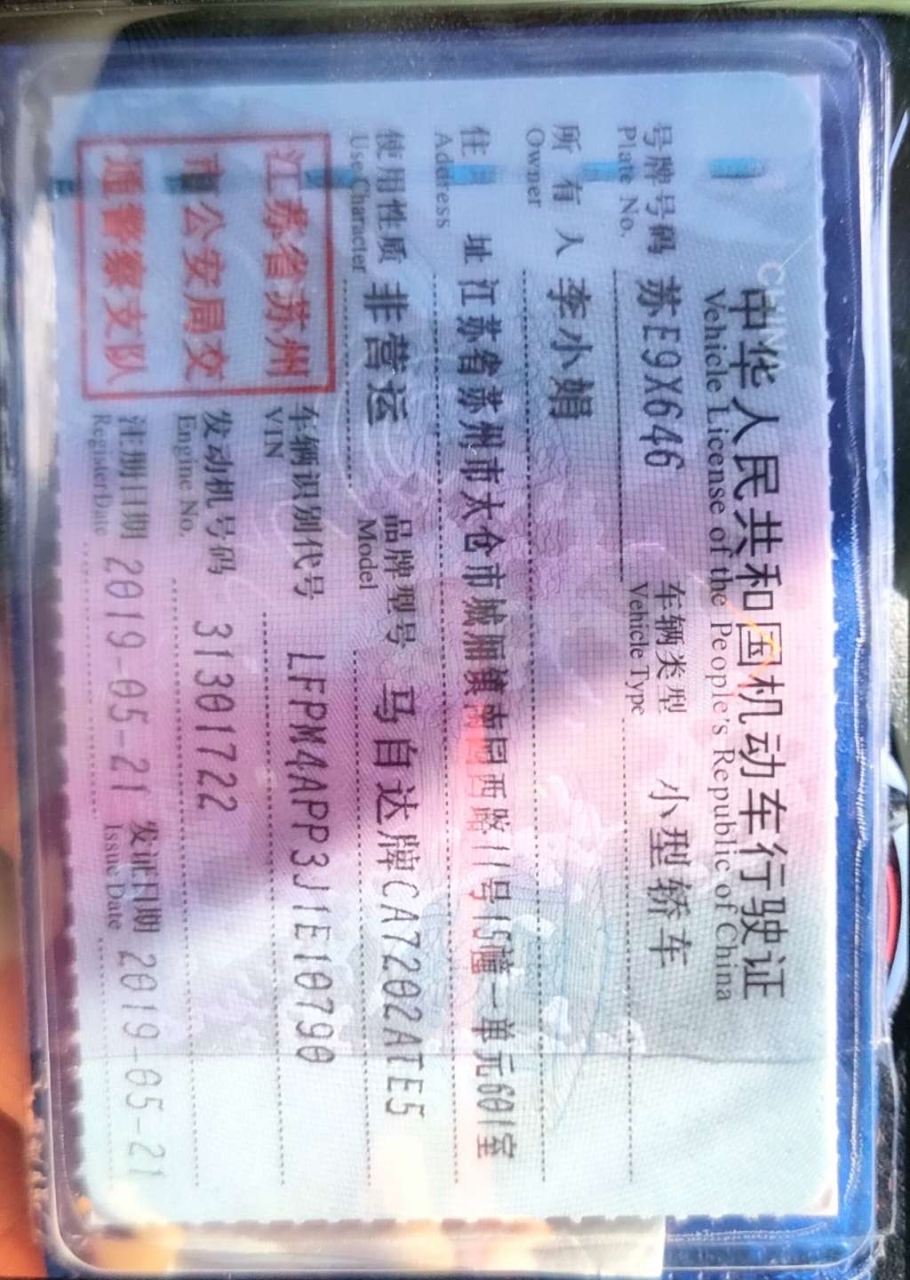 中华人民共和国机动车行驶证
Vehicle License of the People's Republic of China
号牌号码 苏E9X646 车辆类型 小型轿车
Plate No. Vehicle Type
所有人 李小娟
Owner
住址 江苏省苏州市太仓市城厢镇南园西路11号15幢一单元601室
Address
使用性质 非营运 品牌型号 马自达牌CA7202ATE5
Use Character Model
江苏省苏州
市公安局交
通警察支队
车辆识别代号 LFPM4APP3J1E10790
VIN
发动机号码 31301722
Engine No.
注册日期 2019-05-21 发证日期 2019-05-21
Register Date Issue Date